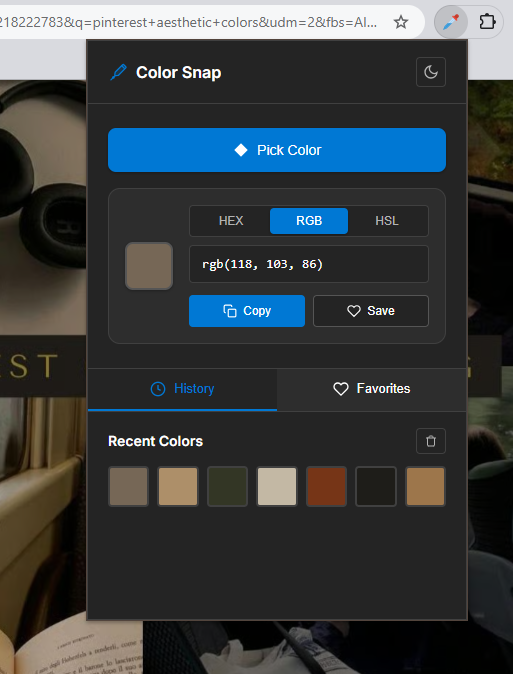 218222783&q=pinterest+aesthetic+colors&udm=2&fbs=AI...
Color Snap
Pick Color
HEX RGB HSL
rgb(118, 103, 86)
Copy Save
EST
G
History Favorites
Recent Colors